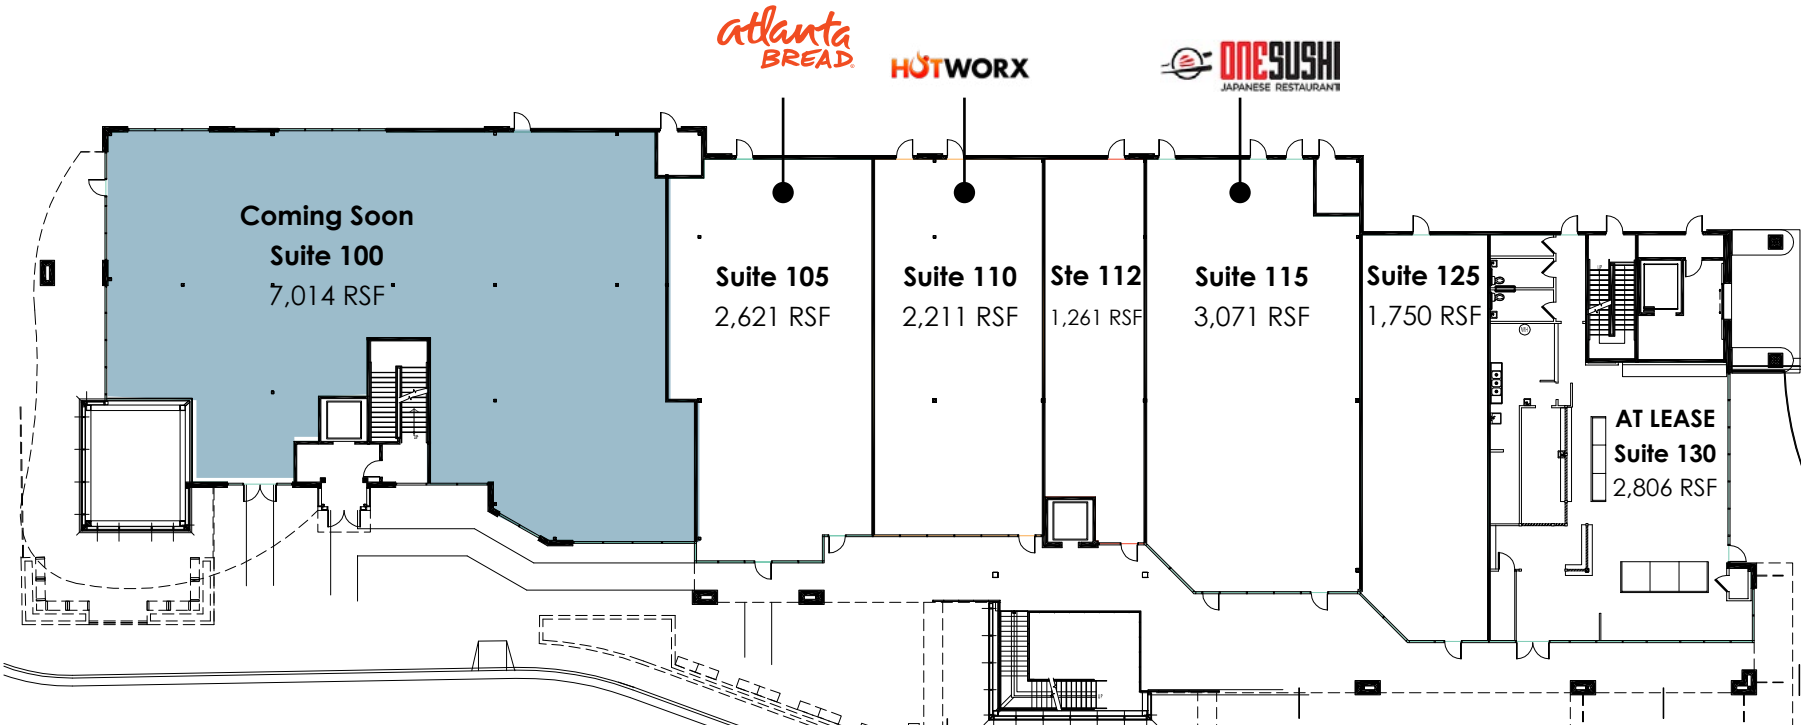 atlanta
BREAD
HOTWORX
ONESUSHI
JAPANESE RESTAURANT
Coming Soon
Suite 100
7,014 RSF
Suite 105
2,621 RSF
Suite 110
2,211 RSF
Ste 112
1,261 RSF
Suite 115
3,071 RSF
Suite 125
1,750 RSF
WH
AT LEASE
Suite 130
2,806 RSF